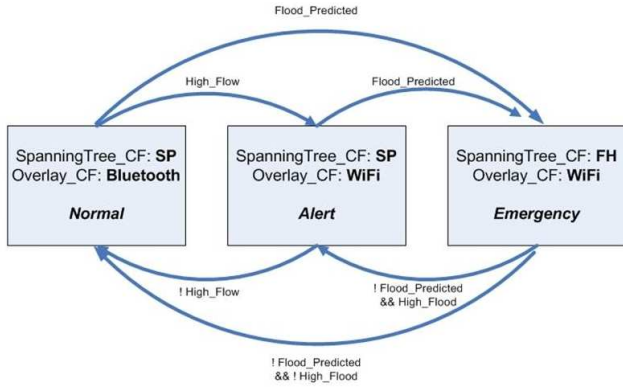 Flood_Predicted
High_Flow
Flood_Predicted
SpanningTree_CF: SP
Overlay_CF: Bluetooth
Normal
SpanningTree_CF: SP
Overlay_CF: WiFi
Alert
SpanningTree_CF: FH
Overlay_CF: WiFi
Emergency
! High_Flow
! Flood_Predicted
&& High_Flood
! Flood_Predicted
&& ! High_Flood